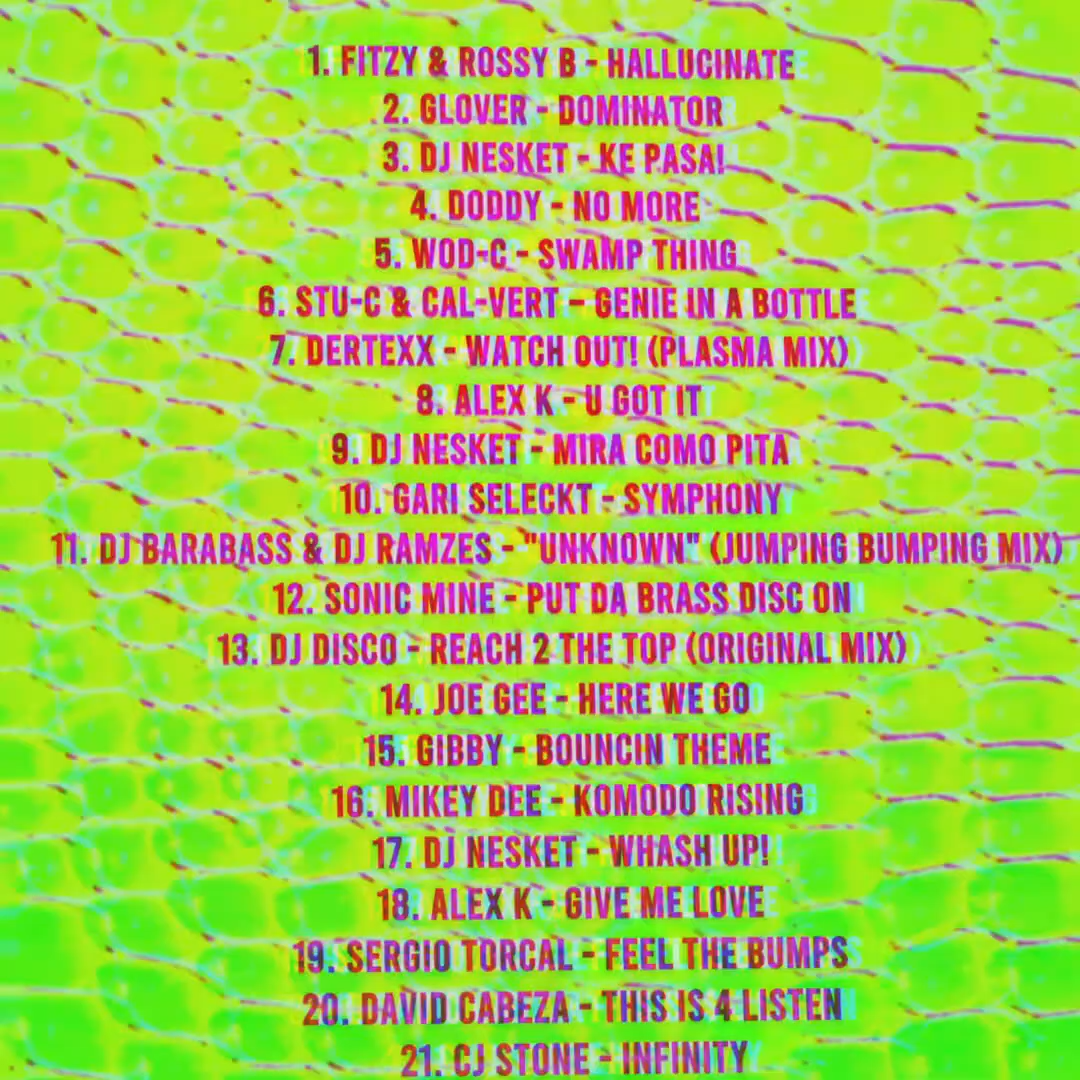 1. FITZY & ROSSY B - HALLUCINATE
2. GLOVER - DOMINATOR
3. DJ NESKET - KE PASA!
4. DODDY - NO MORE
5. WOD-C - SWAMP THING
6. STU-C & CAL-VERT – GENIE IN A BOTTLE
7. DERTEXX - WATCH OUT! (PLASMA MIX)
8. ALEX K - U GOT IT
9. DJ NESKET - MIRA COMO PITA
10. GARI SELECKT - SYMPHONY
11. DJ BARABASS & DJ RAMZES - "UNKNOWN" (JUMPING BUMPING MIX)
12. SONIC MINE - PUT DA BRASS DISC ON
13. DJ DISCO - REACH 2 THE TOP (ORIGINAL MIX)
14. JOE GEE - HERE WE GO
15. GIBBY - BOUNCIN THEME
16. MIKEY DEE - KOMODO RISING
17. DJ NESKET - WHASH UP!
18. ALEX K - GIVE ME LOVE
19. SERGIO TORCAL - FEEL THE BUMPS
20. DAVID CABEZA - THIS IS 4 LISTEN
21. CJ STONE - INFINITY